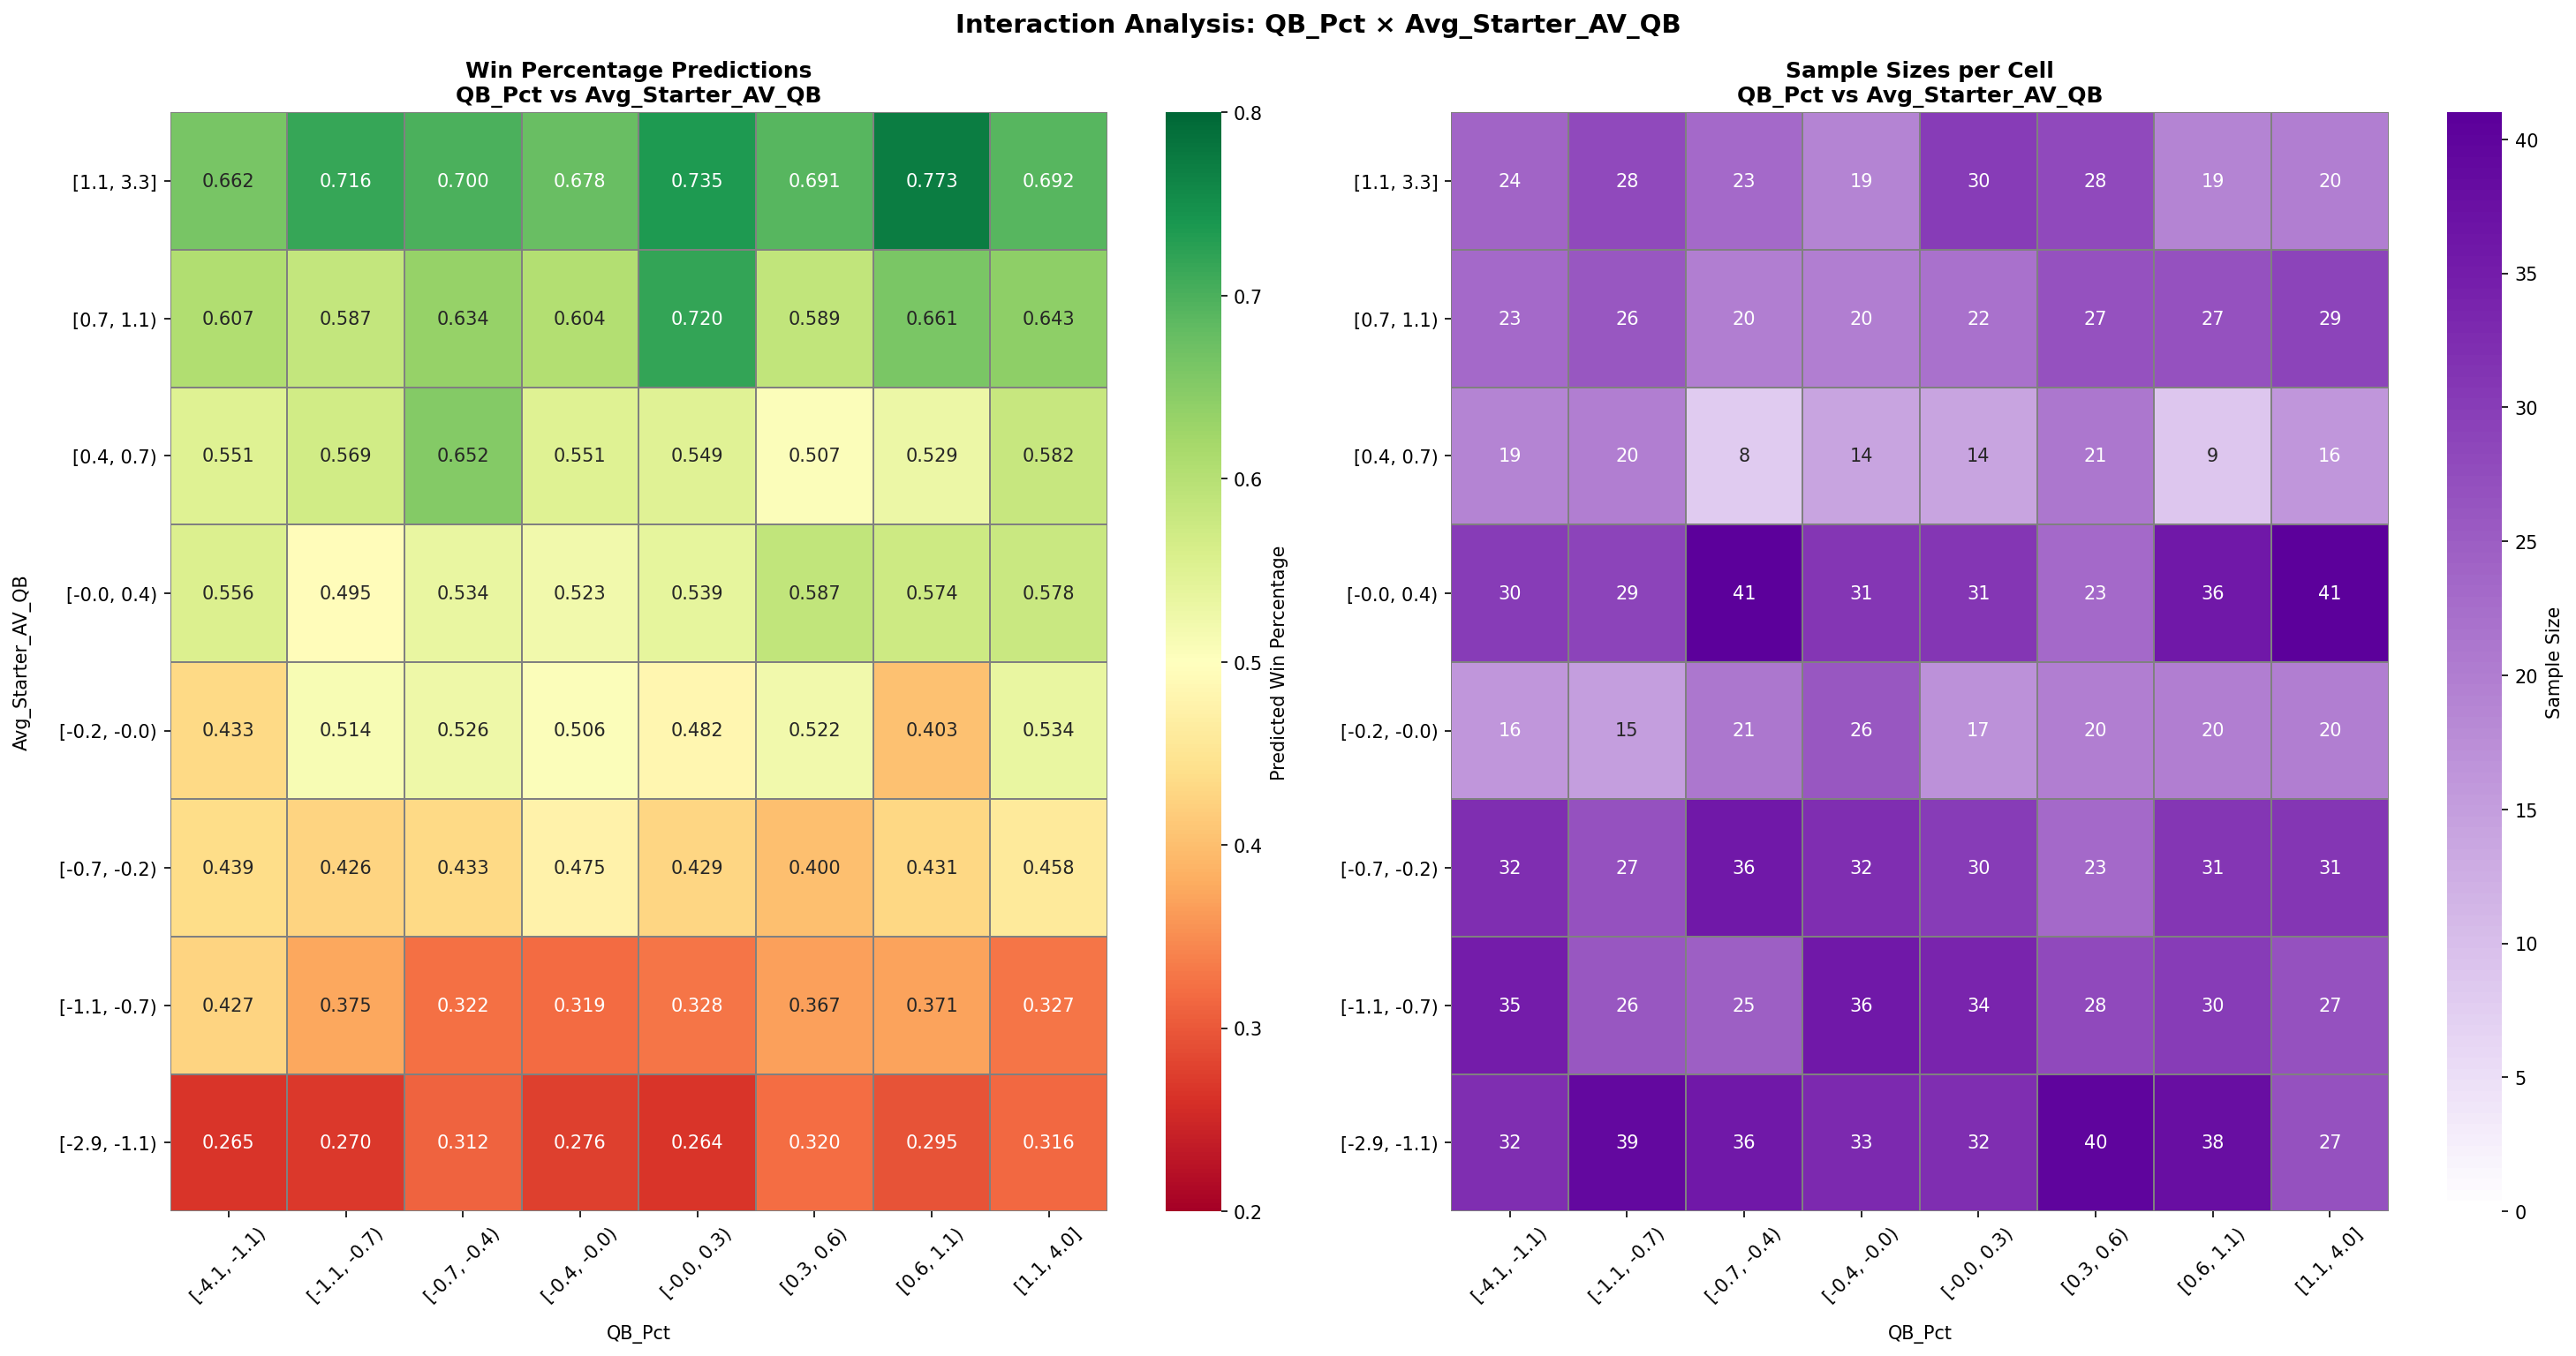 Interaction Analysis: QB_Pct × Avg_Starter_AV_QB
Win Percentage Predictions
QB_Pct vs Avg_Starter_AV_QB
Avg_Starter_AV_QB
[1.1, 3.3] 0.662 0.716 0.700 0.678 0.735 0.691 0.773 0.692
[0.7, 1.1) 0.607 0.587 0.634 0.604 0.720 0.589 0.661 0.643
[0.4, 0.7) 0.551 0.569 0.652 0.551 0.549 0.507 0.529 0.582
[-0.0, 0.4) 0.556 0.495 0.534 0.523 0.539 0.587 0.574 0.578
[-0.2, -0.0) 0.433 0.514 0.526 0.506 0.482 0.522 0.403 0.534
[-0.7, -0.2) 0.439 0.426 0.433 0.475 0.429 0.400 0.431 0.458
[-1.1, -0.7) 0.427 0.375 0.322 0.319 0.328 0.367 0.371 0.327
[-2.9, -1.1) 0.265 0.270 0.312 0.276 0.264 0.320 0.295 0.316
[-4.1, -1.1) [-1.1, -0.7) [-0.7, -0.4) [-0.4, -0.0) [-0.0, 0.3) [0.3, 0.6) [0.6, 1.1) [1.1, 4.0]
QB_Pct
0.8
0.7
0.6
0.5
0.4
0.3
0.2
Predicted Win Percentage
Sample Sizes per Cell
QB_Pct vs Avg_Starter_AV_QB
[1.1, 3.3] 24 28 23 19 30 28 19 20
[0.7, 1.1) 23 26 20 20 22 27 27 29
[0.4, 0.7) 19 20 8 14 14 21 9 16
[-0.0, 0.4) 30 29 41 31 31 23 36 41
[-0.2, -0.0) 16 15 21 26 17 20 20 20
[-0.7, -0.2) 32 27 36 32 30 23 31 31
[-1.1, -0.7) 35 26 25 36 34 28 30 27
[-2.9, -1.1) 32 39 36 33 32 40 38 27
[-4.1, -1.1) [-1.1, -0.7) [-0.7, -0.4) [-0.4, -0.0) [-0.0, 0.3) [0.3, 0.6) [0.6, 1.1) [1.1, 4.0]
QB_Pct
40
35
30
25
20
15
10
5
0
Sample Size